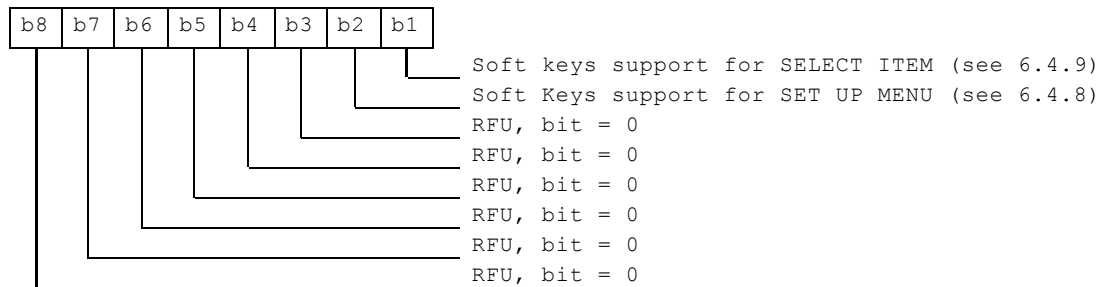 b8 b7 b6 b5 b4 b3 b2 b1
Soft keys support for SELECT ITEM (see 6.4.9)
Soft Keys support for SET UP MENU (see 6.4.8)
RFU, bit = 0
RFU, bit = 0
RFU, bit = 0
RFU, bit = 0
RFU, bit = 0
RFU, bit = 0